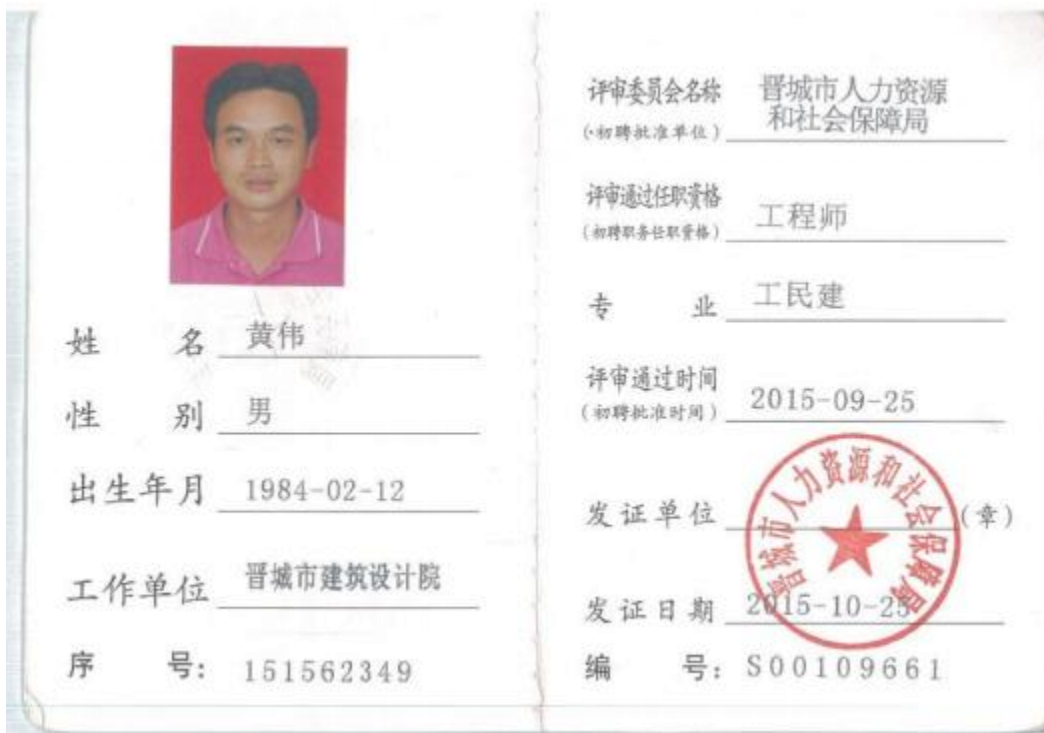 姓 名 黄伟
性 别 男
出生年月 1984-02-12
工作单位 晋城市建筑设计院
序 号: 151562349
评审委员会名称 晋城市人力资源
(初聘批准单位) 和社会保障局
评审通过任职资格 工程师
(初聘职务任职资格)
专 业 工民建
评审通过时间 2015-09-25
(初聘批准时间)
发证单位 (章)
晋城市人力资源和社会保障局
发证日期 2015-10-25
编 号: S00109661